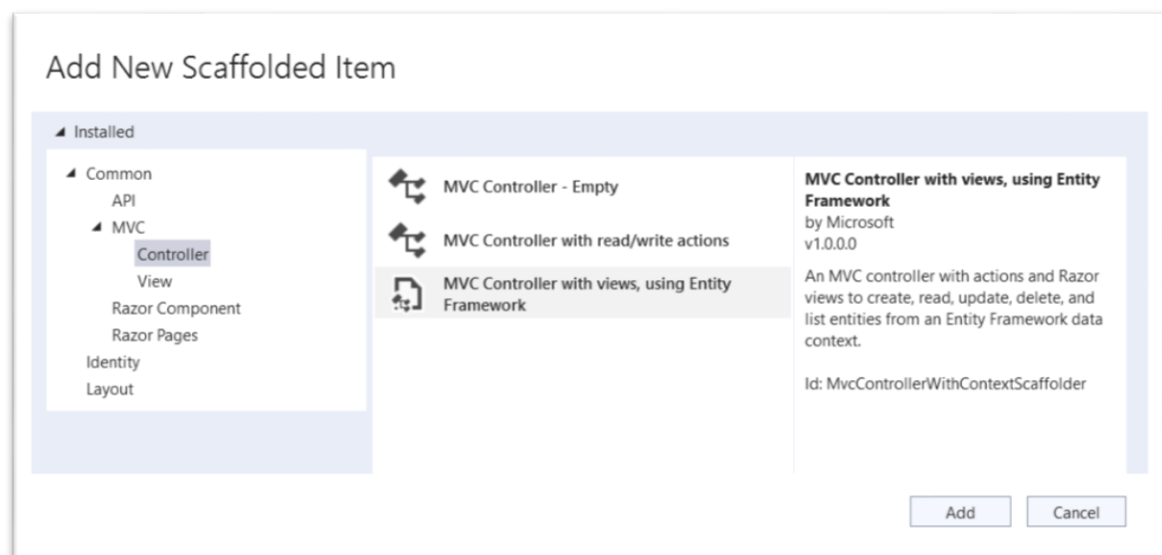 Add New Scaffolded Item
Installed
Common
API
MVC
Controller
View
Razor Component
Razor Pages
Identity
Layout
MVC Controller - Empty
MVC Controller with read/write actions
MVC Controller with views, using Entity
Framework
MVC Controller with views, using Entity
Framework
by Microsoft
v1.0.0.0
An MVC controller with actions and Razor
views to create, read, update, delete, and
list entities from an Entity Framework data
context.
Id: MvcControllerWithContextScaffolder
Add
Cancel